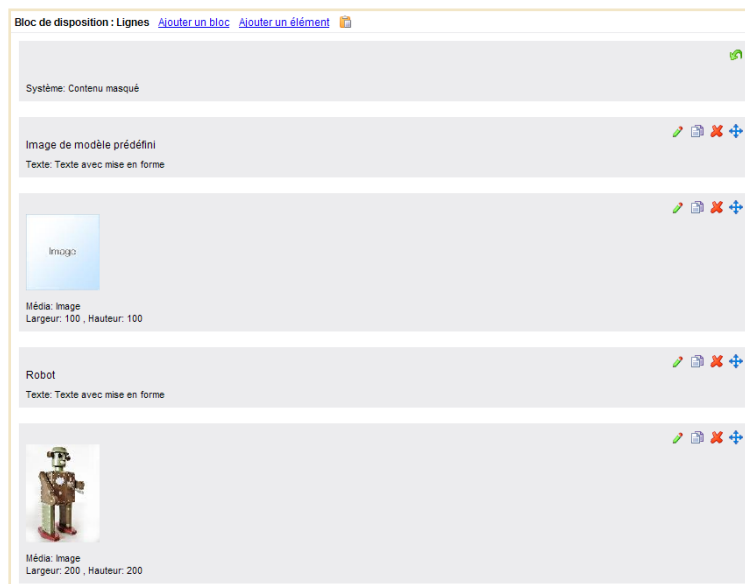 Bloc de disposition : Lignes Ajouter un bloc Ajouter un élément
Système: Contenu masqué
Image de modèle prédéfini
Texte: Texte avec mise en forme
Image
Média: Image
Largeur: 100 , Hauteur: 100
Robot
Texte: Texte avec mise en forme
Média: Image
Largeur: 200 , Hauteur: 200